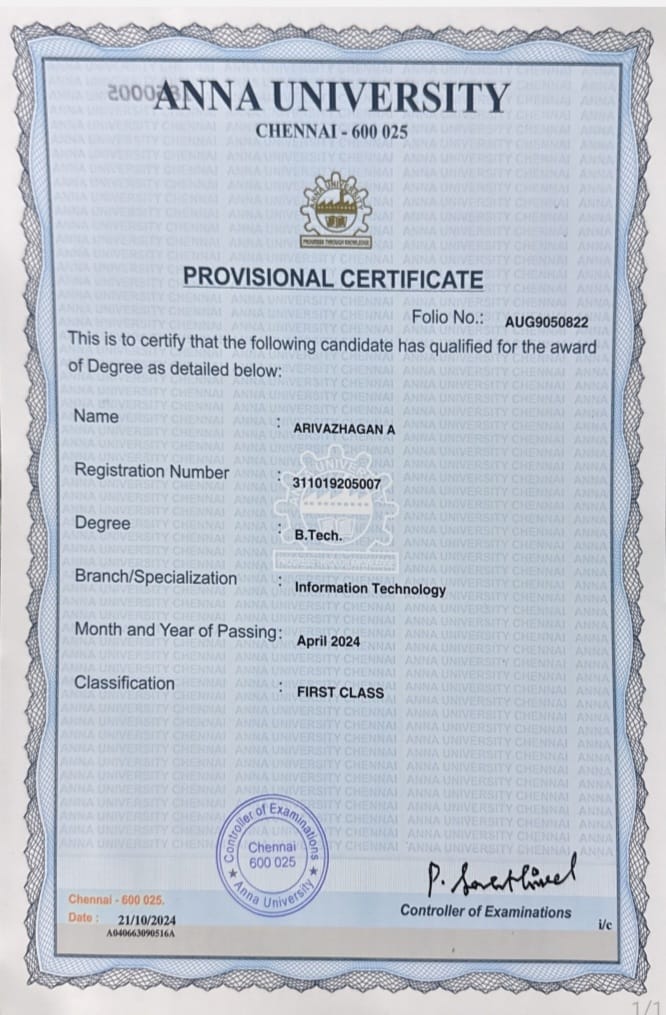 ANNA UNIVERSITY
CHENNAI - 600 025
ANNA UNIVERSITY
PROGRESS THROUGH KNOWLEDGE
PROVISIONAL CERTIFICATE
Folio No.: AUG9050822
This is to certify that the following candidate has qualified for the award
of Degree as detailed below:
Name : ARIVAZHAGAN A
Registration Number : 311019205007
Degree : B.Tech.
Branch/Specialization : Information Technology
Month and Year of Passing: April 2024
Classification : FIRST CLASS
Controller of Examinations
Chennai
600 025
Anna University
Chennai - 600 025.
Date : 21/10/2024
A040663090516A
Controller of Examinations
i/c
1/1